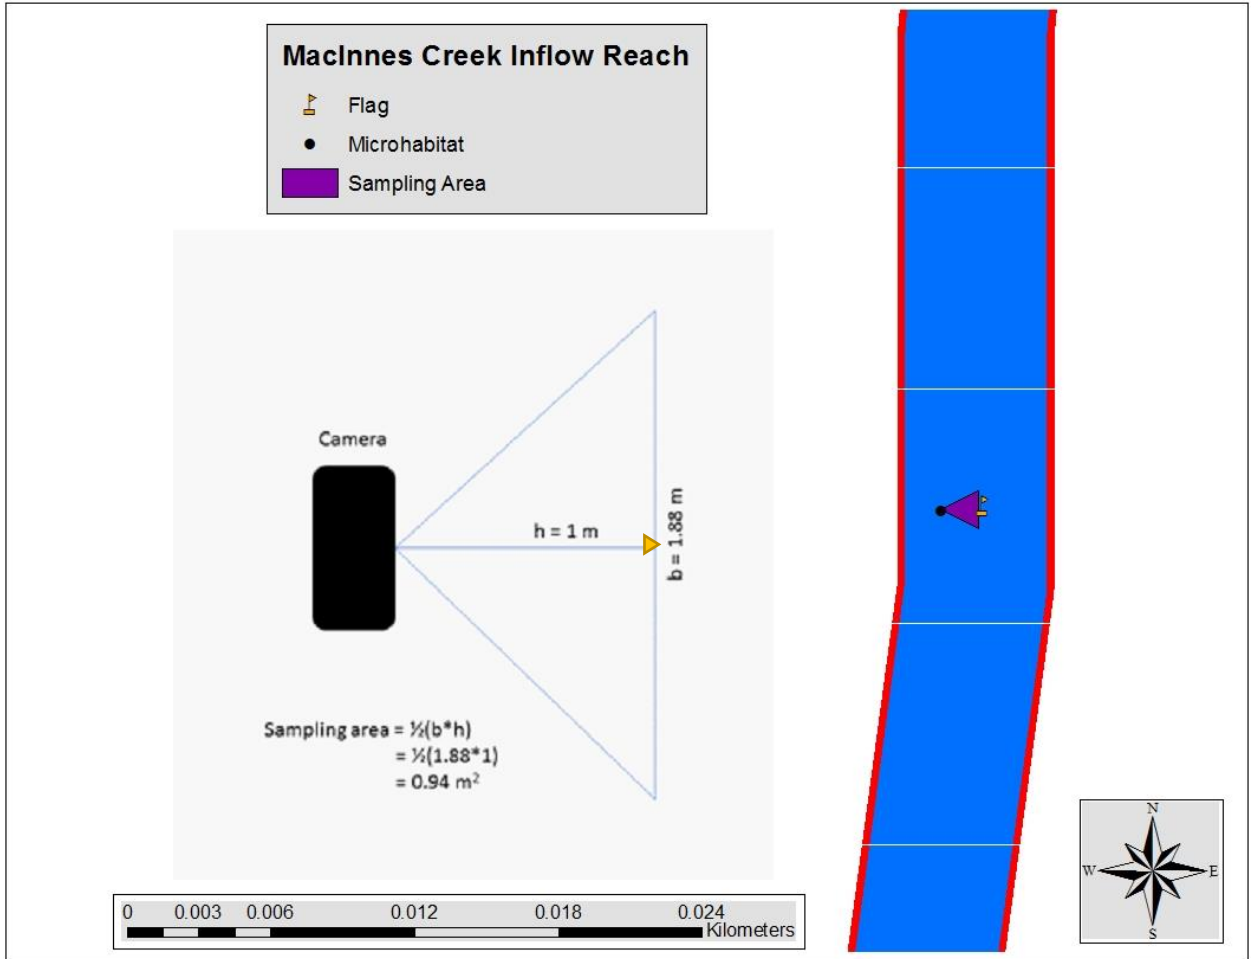 MacInnes Creek Inflow Reach
Flag
Microhabitat
Sampling Area
Camera
h = 1 m
b = 1.88 m
Sampling area = ½(b*h)
= ½(1.88*1)
= 0.94 m²
0 0.003 0.006 0.012 0.018 0.024
Kilometers
N
W E
S